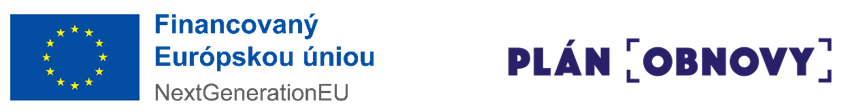 Financovaný
Európskou úniou
NextGenerationEU
PLÁN [OBNOVY]